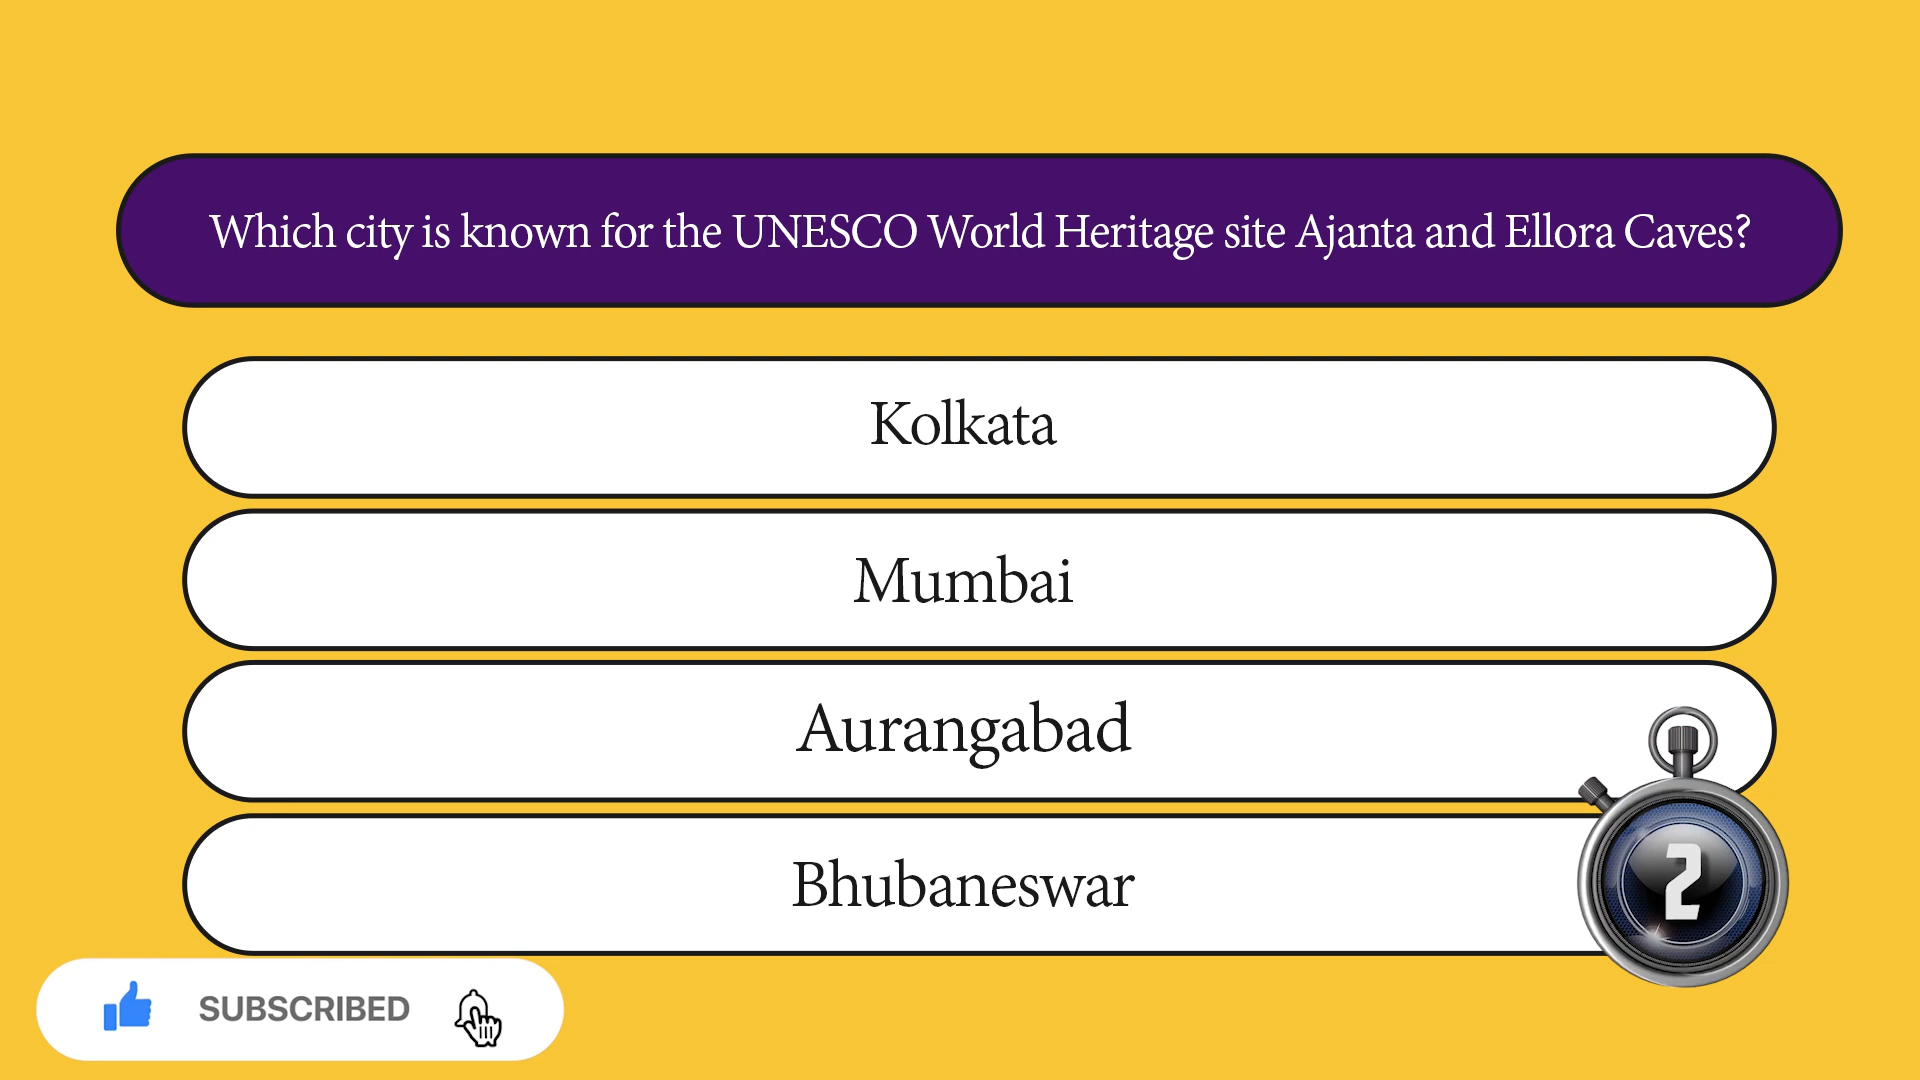 Which city is known for the UNESCO World Heritage site Ajanta and Ellora Caves?
Kolkata
Mumbai
Aurangabad
Bhubaneswar
2
SUBSCRIBED